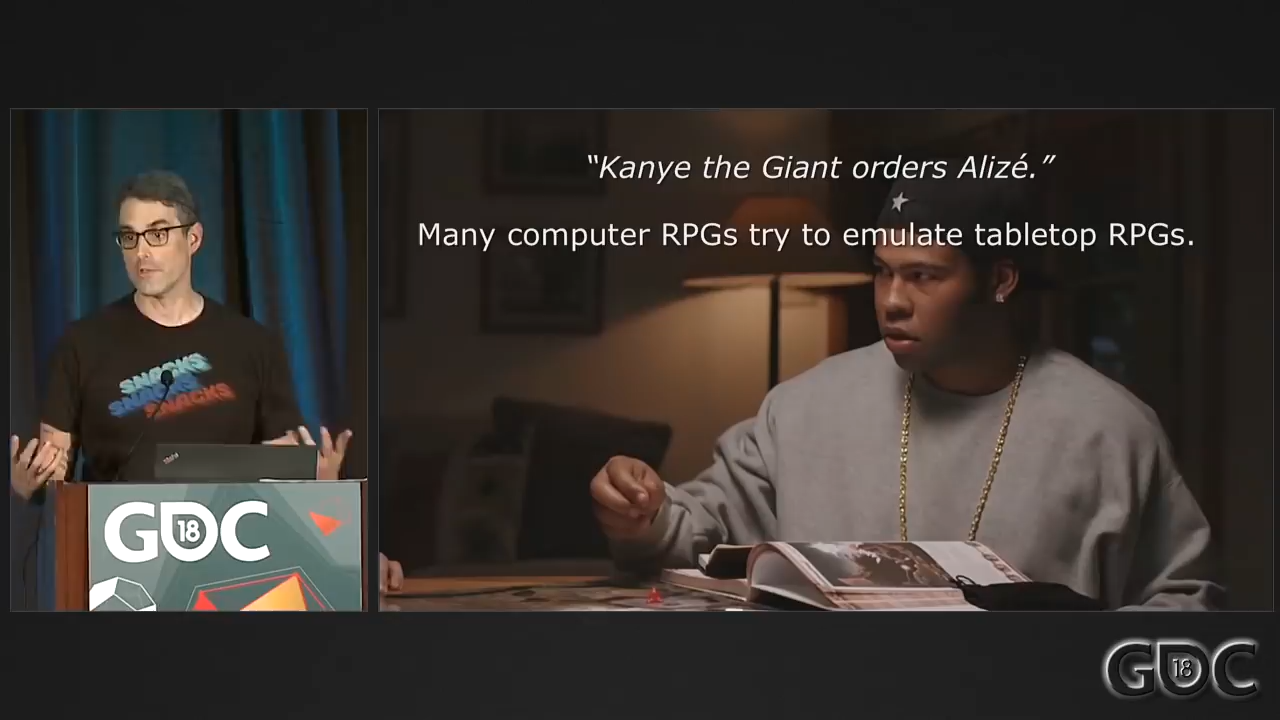 “Kanye the Giant orders Alizé.”
Many computer RPGs try to emulate tabletop RPGs.
SNACKS
SNACKS
SNACKS
GDC
18
GDC
18